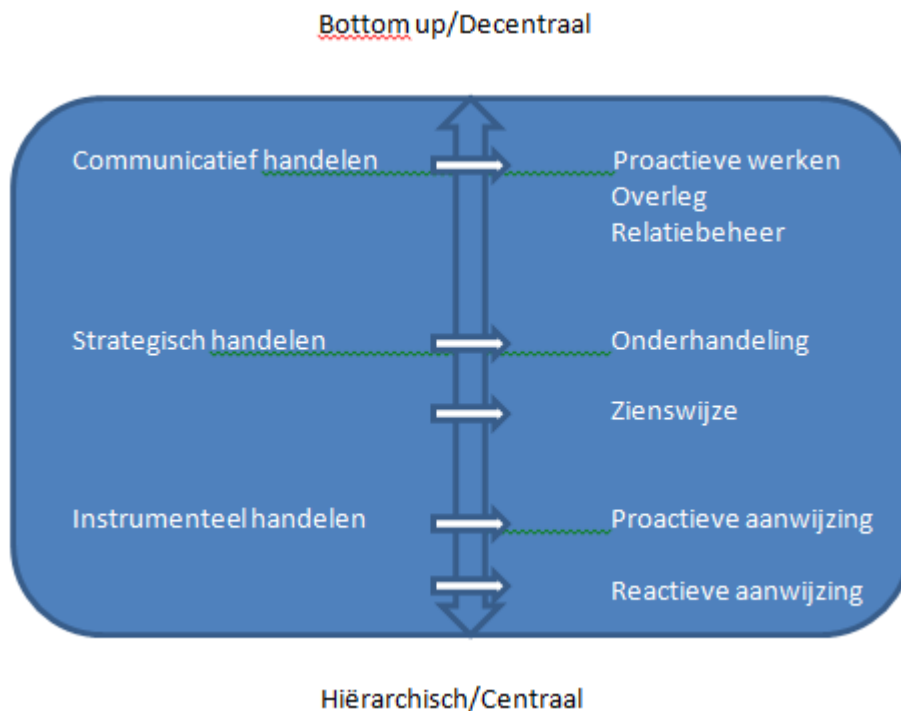 Bottom up/Decentraal
Communicatief handelen
Proactieve werken
Overleg
Relatiebeheer
Strategisch handelen
Onderhandeling
Zienswijze
Instrumenteel handelen
Proactieve aanwijzing
Reactieve aanwijzing
Hiërarchisch/Centraal